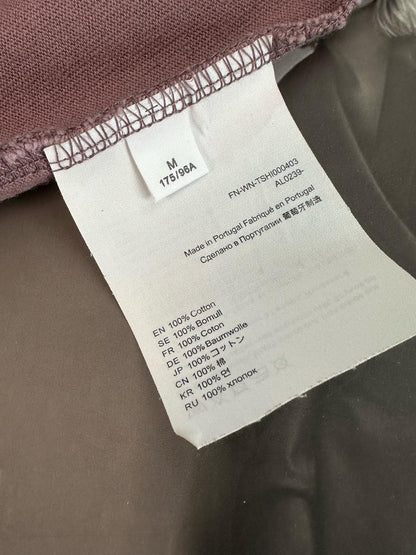 M
175/96A
FN-WN-TSHI000403
AL0239-
Made in Portugal Fabriqué en Portugal
Сделано в Португалии 葡萄牙制造
EN 100% Cotton
SE 100% Bomull
FR 100% Coton
DE 100% Baumwolle
JP 100% コットン
CN 100% 棉
KR 100% 면
RU 100% хлопок